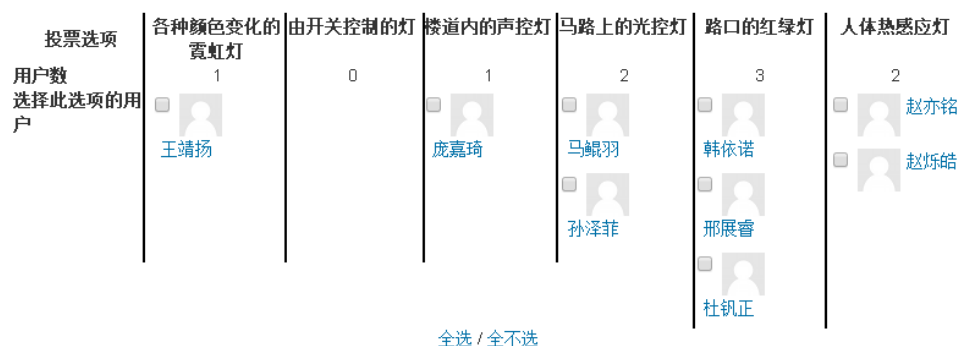 投票选项
各种颜色变化的霓虹灯
由开关控制的灯
楼道内的声控灯
马路上的光控灯
路口的红绿灯
人体热感应灯
用户数
1
0
1
2
3
2
选择此选项的用户
王靖扬
庞嘉琦
马鲲羽
孙泽菲
韩依诺
邢展睿
杜钒正
赵亦铭
赵烁皓
全选 / 全不选